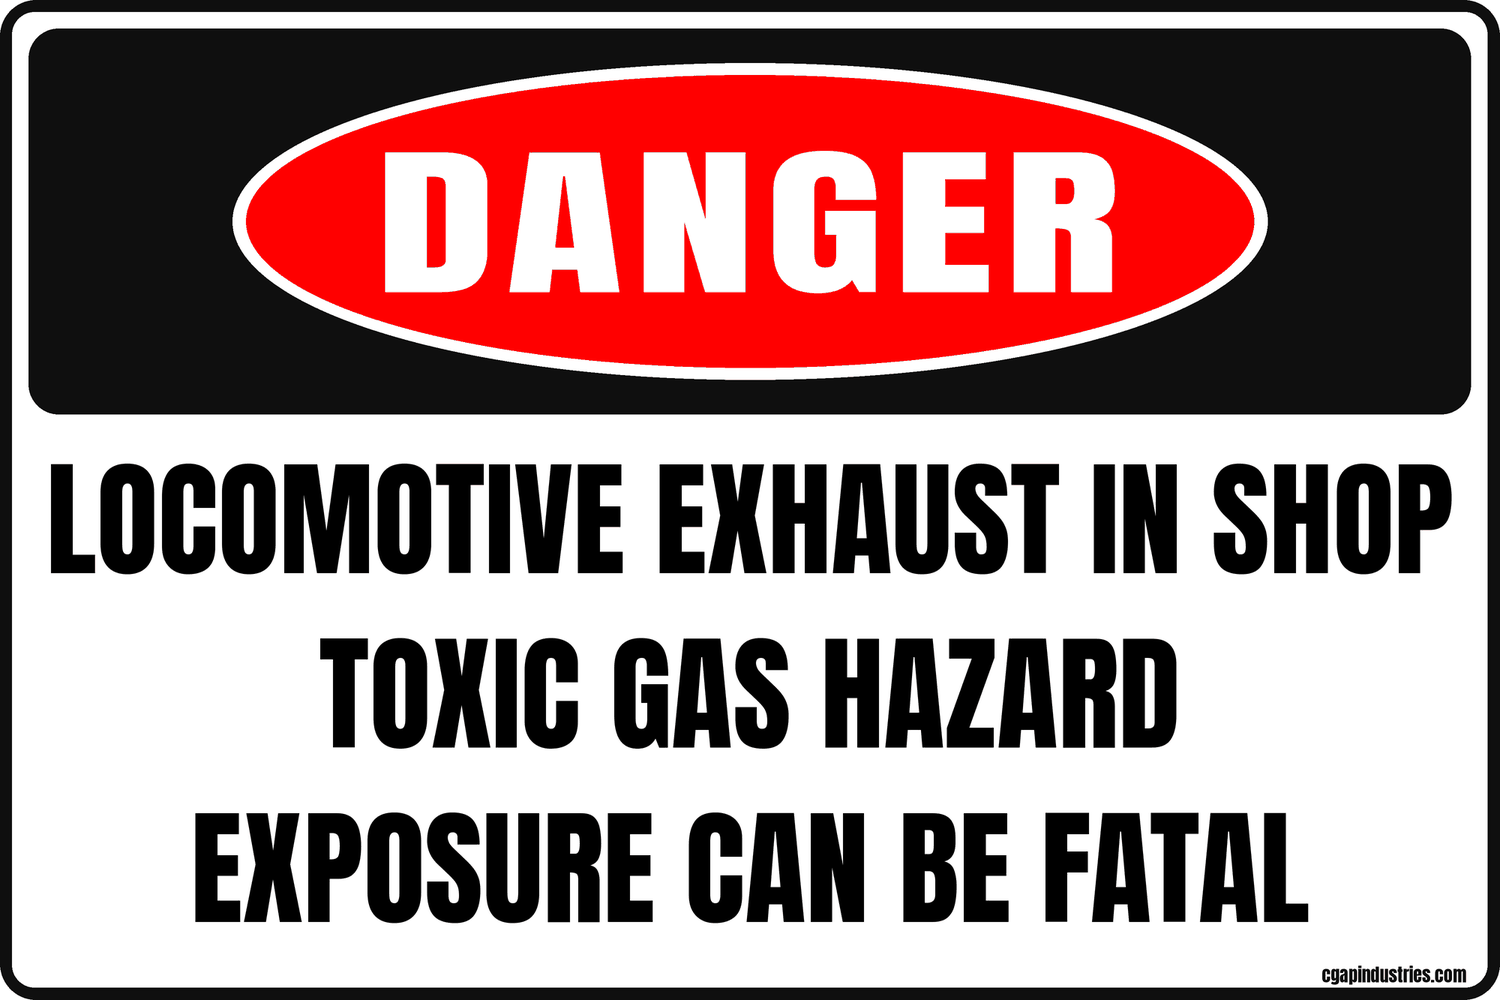 DANGER
LOCOMOTIVE EXHAUST IN SHOP
TOXIC GAS HAZARD
EXPOSURE CAN BE FATAL
cgapindustries.com